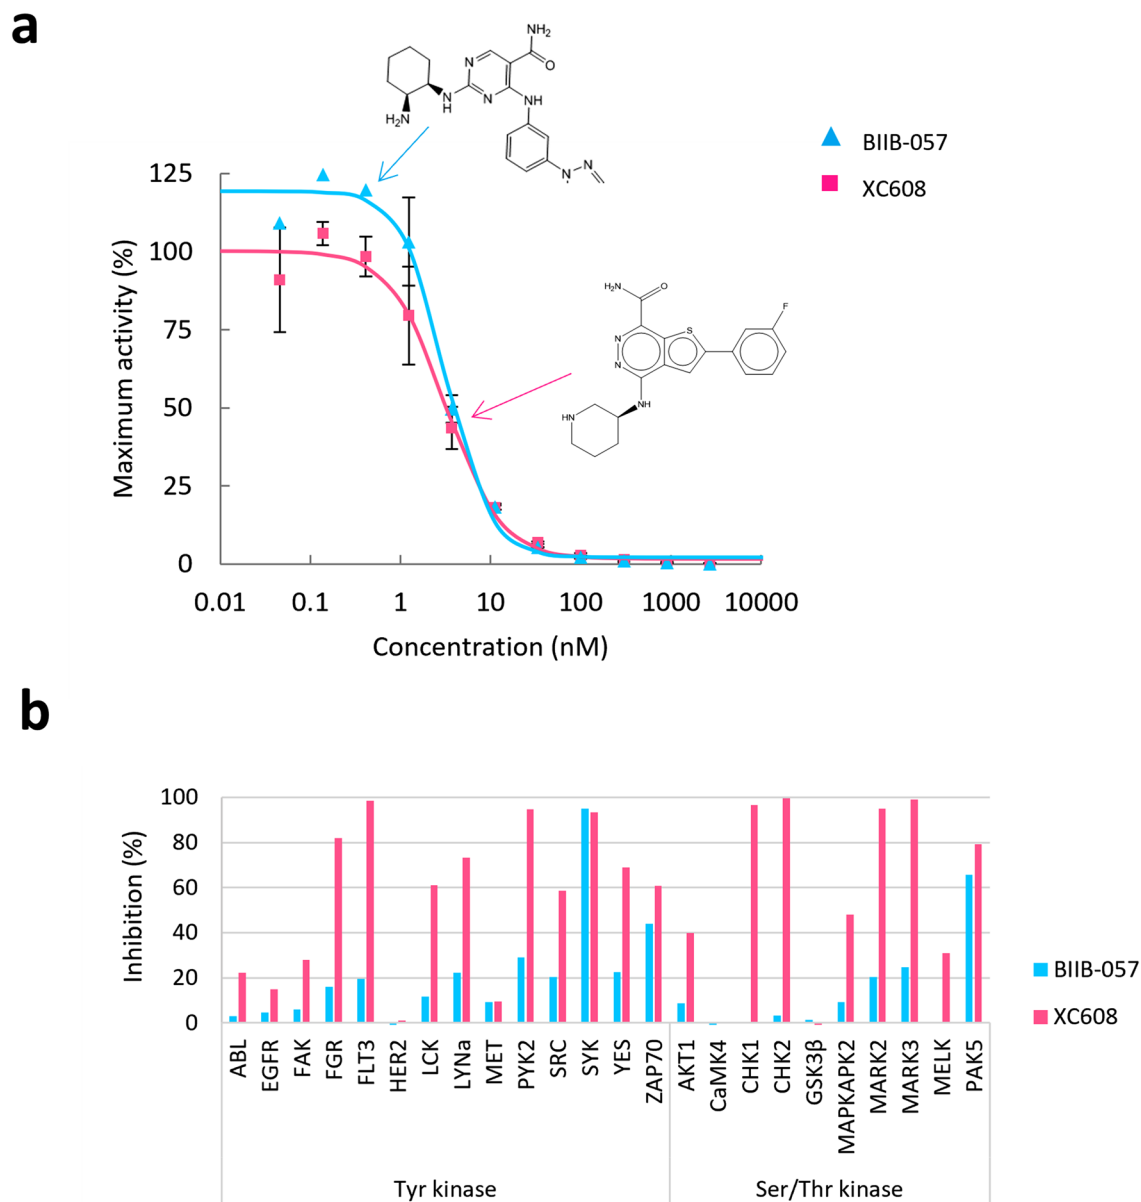 a
NH2
N
O
N
NH
N
H
H2N
N
N
BIIB-057
XC608
125
100
75
50
25
0
0.01 0.1 1 10 100 1000 10000
Maximum activity (%)
Concentration (nM)
H2N
O
F
S
N
N
NH
HN
b
100
80
60
40
20
0
Inhibition (%)
ABL
EGFR
FAK
FGR
FLT3
HER2
LCK
LYNa
MET
PYK2
SRC
SYK
YES
ZAP70
AKT1
CaMK4
CHK1
CHK2
GSK3β
MAPKAPK2
MARK2
MARK3
MELK
PAK5
Tyr kinase
Ser/Thr kinase
BIIB-057
XC608